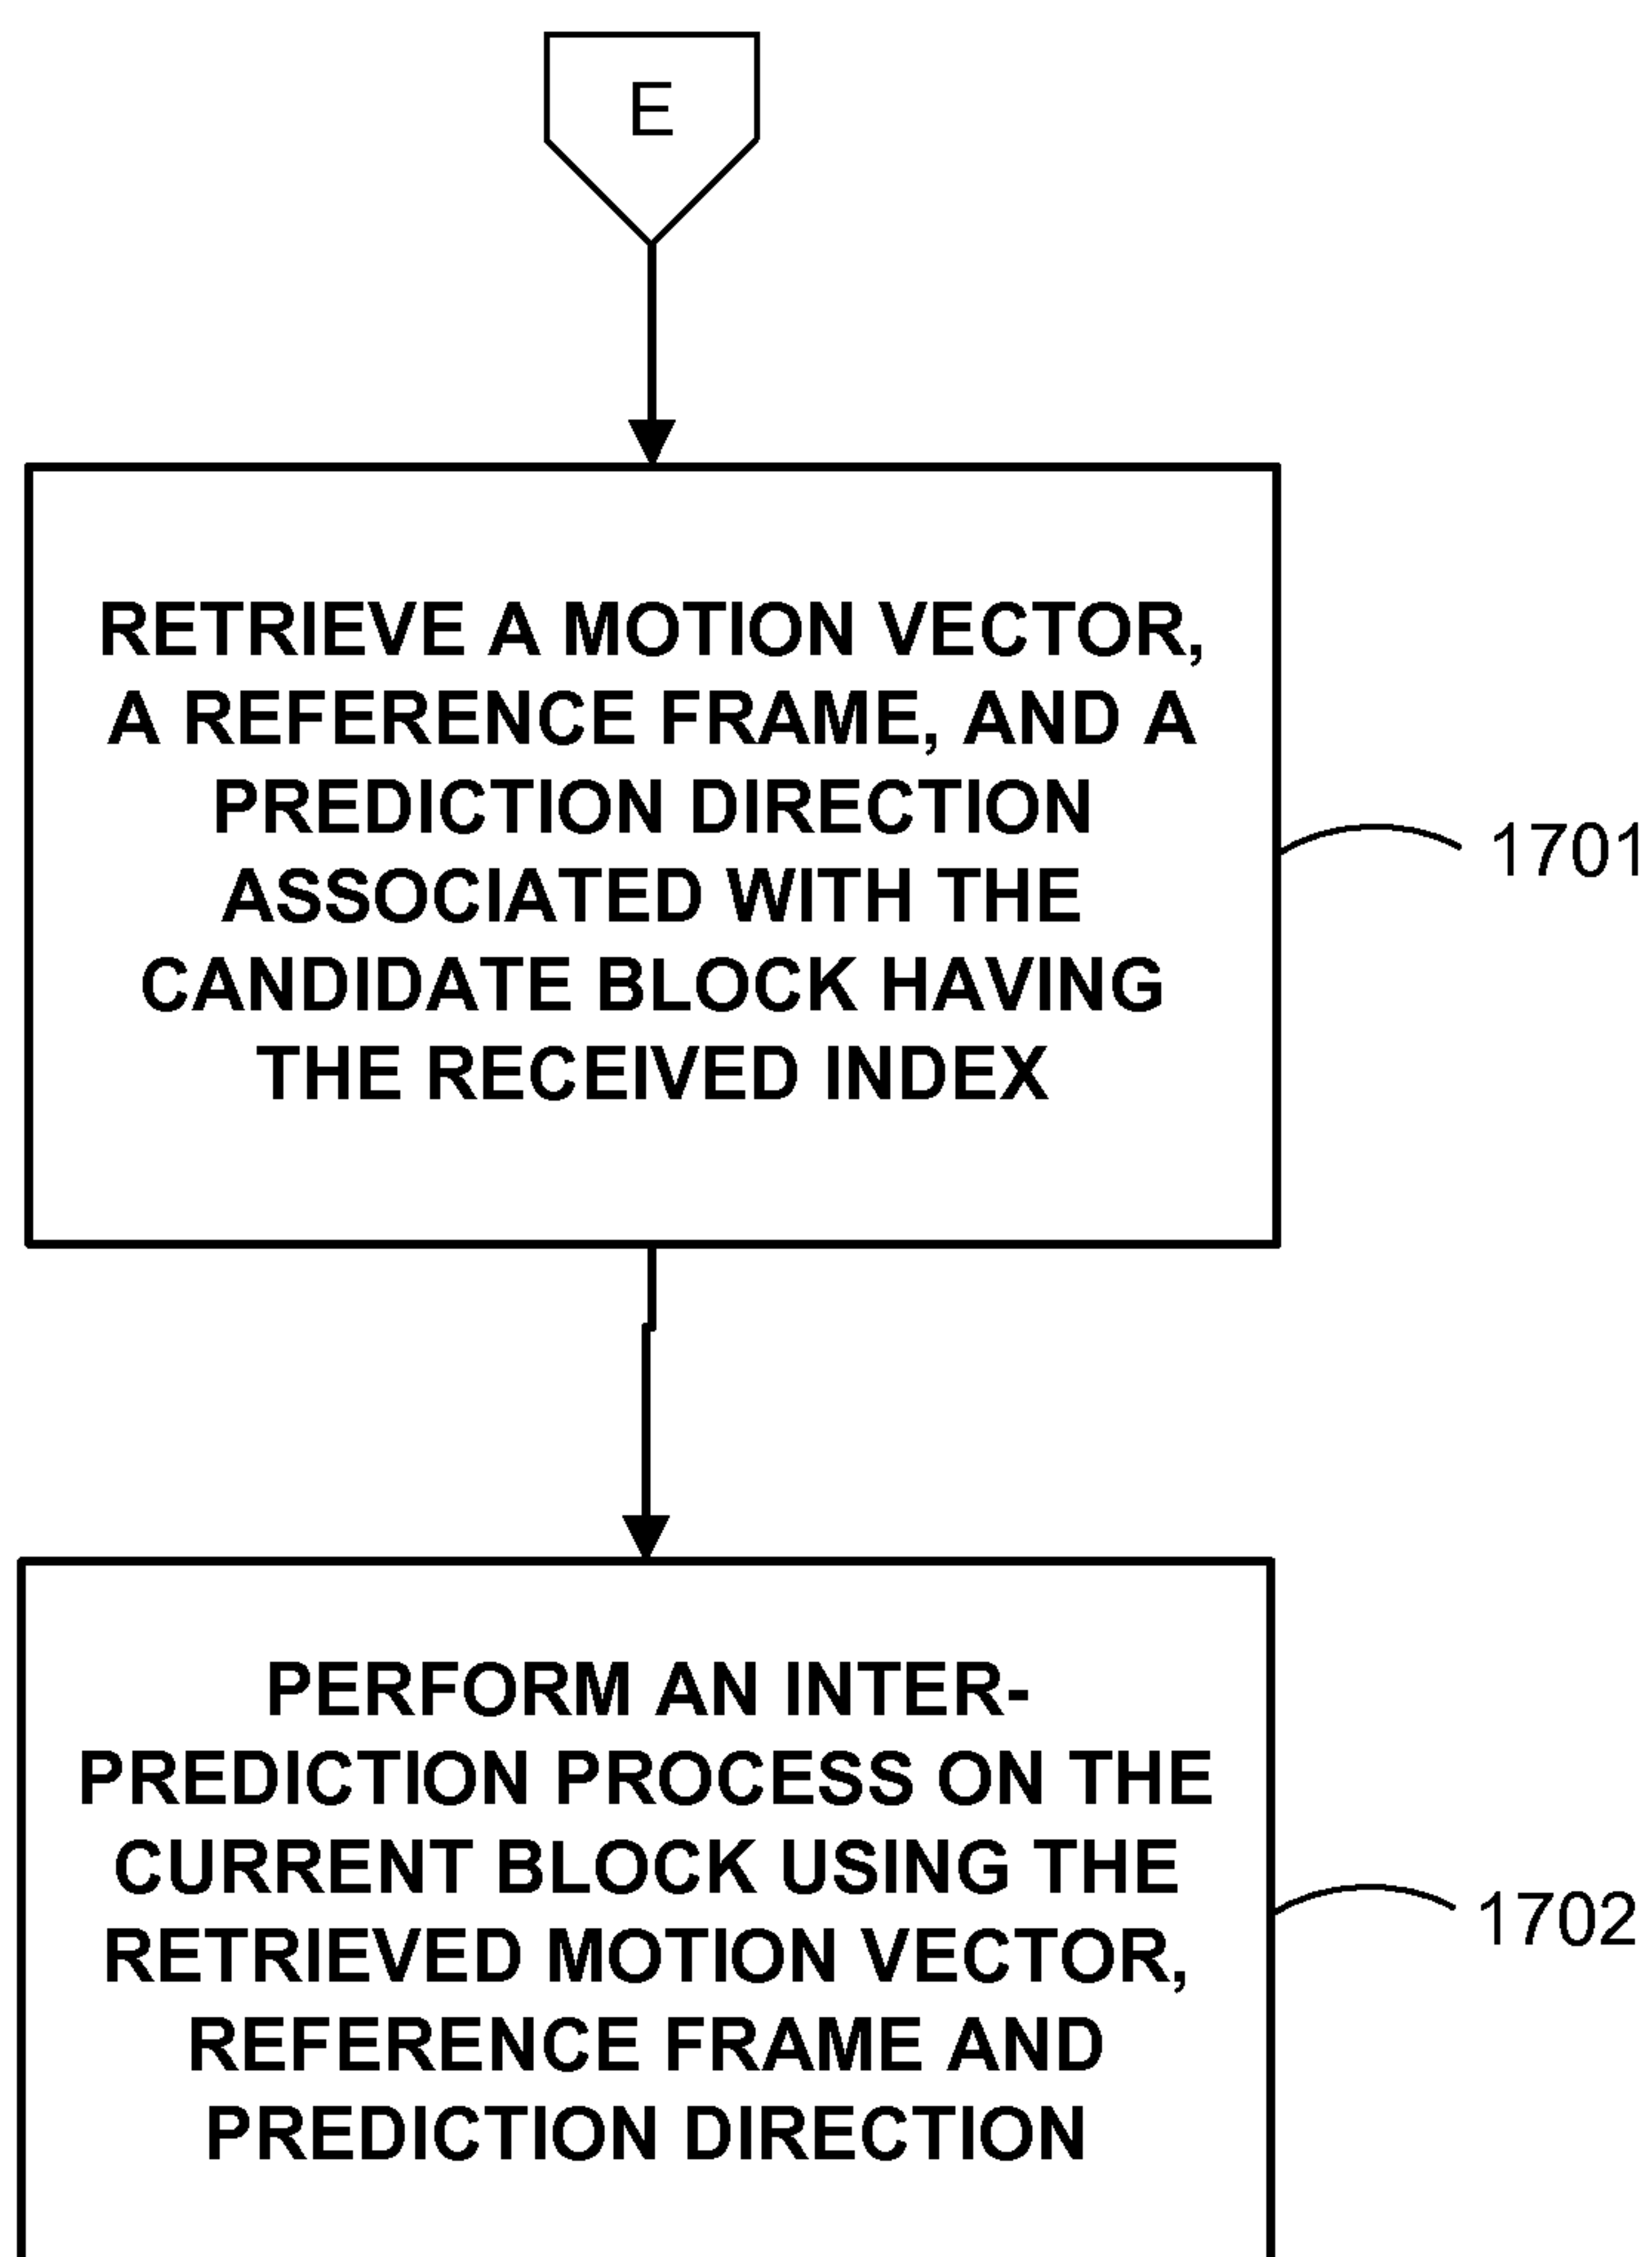 E
RETRIEVE A MOTION VECTOR,
A REFERENCE FRAME, AND A
PREDICTION DIRECTION
ASSOCIATED WITH THE
CANDIDATE BLOCK HAVING
THE RECEIVED INDEX
1701
PERFORM AN INTER-
PREDICTION PROCESS ON THE
CURRENT BLOCK USING THE
RETRIEVED MOTION VECTOR,
REFERENCE FRAME AND
PREDICTION DIRECTION
1702